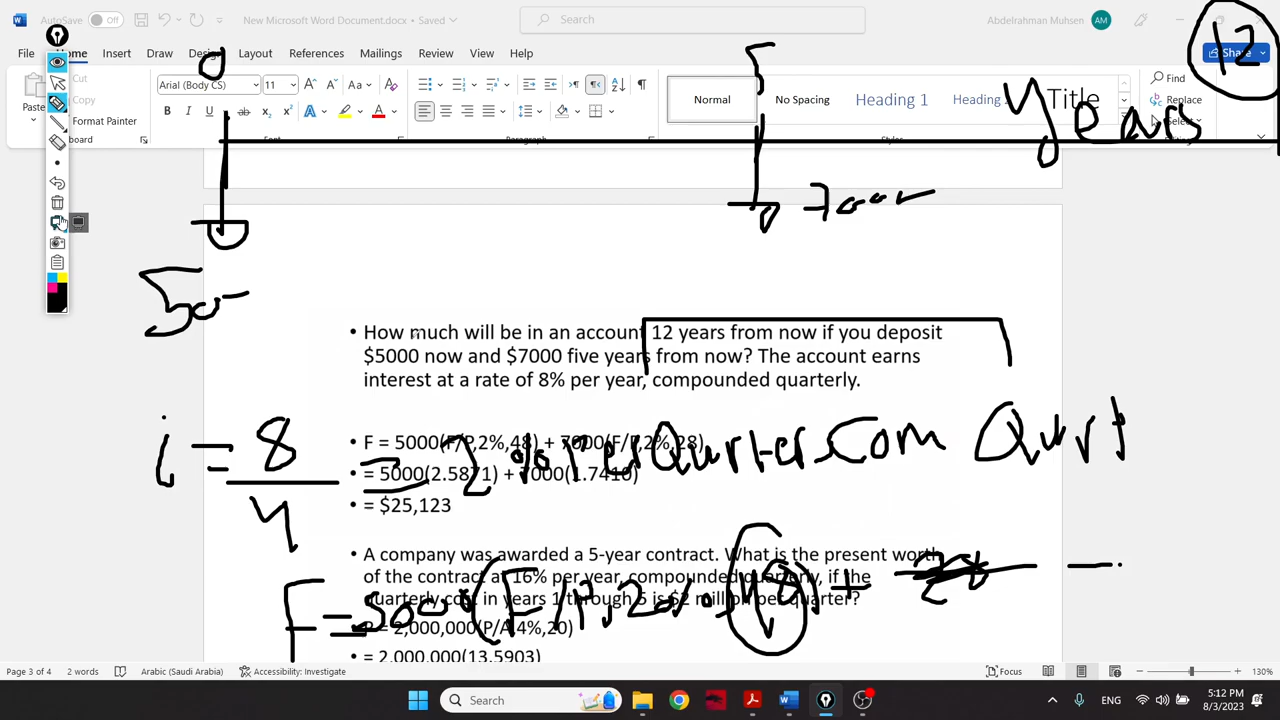 AutoSave Off New Microsoft Word Document.docx • Saved Search Abdelrahman Muhsen AM
12
File Home Insert Draw Design Layout References Mailings Review View Help Share
0 5
Paste Cut Copy Format Painter
Arial (Body CS) 11
Normal No Spacing Heading 1 Heading Title
Find Replace Select
Clipboard Font Paragraph Styles
Years
7000
5000
• How much will be in an account 12 years from now if you deposit
$5000 now and $7000 five years from now? The account earns
interest at a rate of 8% per year, compounded quarterly.
• F = 5000(F/P,2%,48) + 7000(F/P,2%,28)
• = 5000(2.5871) + 7000(1.7410)
• = $25,123
i = 8/4 = 2% Per Qurter. Com Qurt
• A company was awarded a 5-year contract. What is the present worth
of the contract at 16% per year, compounded quarterly, if the
quarterly cost in years 1 through 5 is $2 million per quarter?
• P = 2,000,000(P/A,4%,20)
• = 2,000,000(13.5903)
F = 5000 (F/P, 2%, 48) +
Page 3 of 4 2 words Arabic (Saudi Arabia) Accessibility: Investigate Focus 130%
Search ENG 5:12 PM
8/3/2023